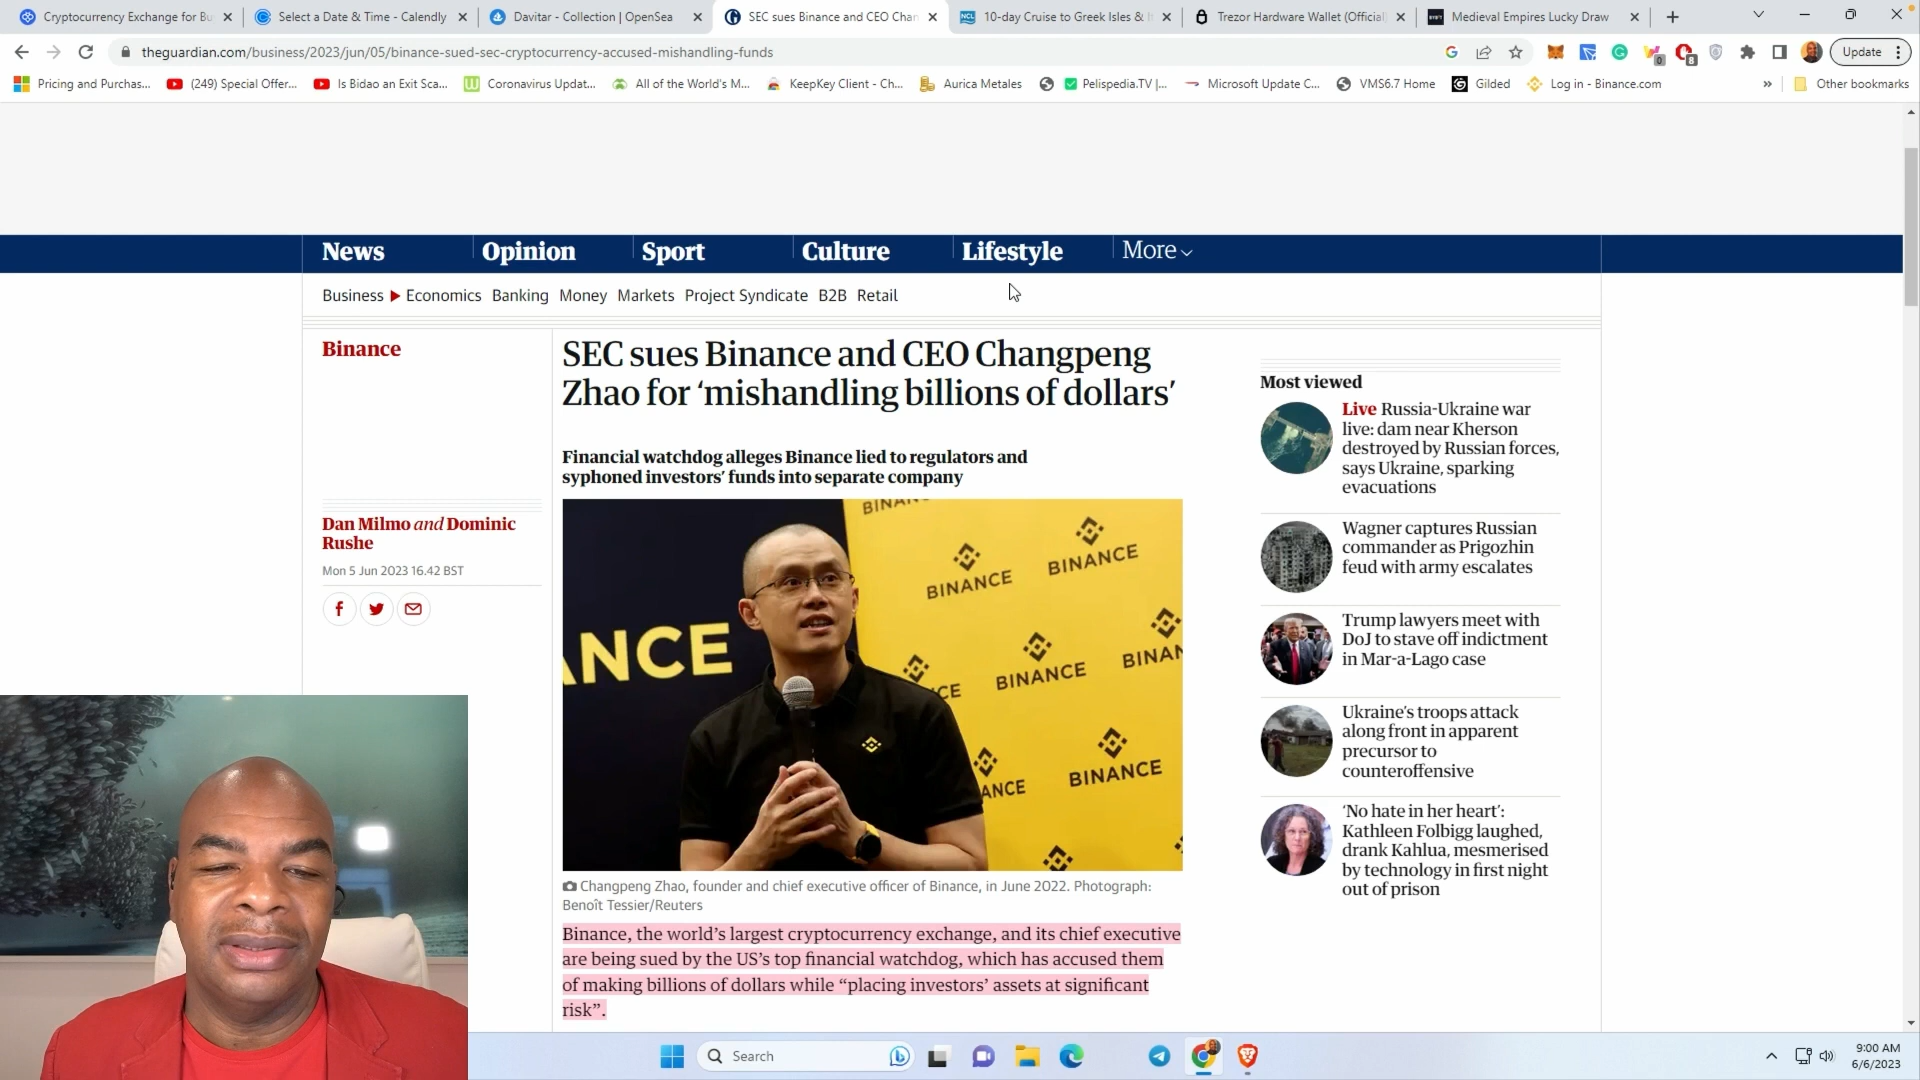 Cryptocurrency Exchange for Bu
Select a Date & Time - Calendly
Davitar - Collection | OpenSea
SEC sues Binance and CEO Chan
10-day Cruise to Greek Isles & I
Trezor Hardware Wallet (Official
Medieval Empires Lucky Draw
theguardian.com/business/2023/jun/05/binance-sued-sec-cryptocurrency-accused-mishandling-funds
0
8
Update
Pricing and Purchas...
(249) Special Offer...
Is Bidao an Exit Sca...
Coronavirus Updat...
All of the World's M...
KeepKey Client - Ch...
Aurica Metales
Pelispedia.TV |...
Microsoft Update C...
VMS6.7 Home
Gilded
Log in - Binance.com
»
Other bookmarks
News
Opinion
Sport
Culture
Lifestyle
More
Business
Economics
Banking
Money
Markets
Project Syndicate
B2B
Retail
Binance
SEC sues Binance and CEO Changpeng
Zhao for ‘mishandling billions of dollars’
Financial watchdog alleges Binance lied to regulators and
syphoned investors’ funds into separate company
Dan Milmo and Dominic
Rushe
Mon 5 Jun 2023 16.42 BST
BINANC
BINANCE
BINANCE
BINANCE
BINAN
ANCE
CE
ANCE
BINANCE
Changpeng Zhao, founder and chief executive officer of Binance, in June 2022. Photograph:
Benoît Tessier/Reuters
Binance, the world’s largest cryptocurrency exchange, and its chief executive
are being sued by the US’s top financial watchdog, which has accused them
of making billions of dollars while “placing investors’ assets at significant
risk”.
Most viewed
Live Russia-Ukraine war
live: dam near Kherson
destroyed by Russian forces,
says Ukraine, sparking
evacuations
Wagner captures Russian
commander as Prigozhin
feud with army escalates
Trump lawyers meet with
DoJ to stave off indictment
in Mar-a-Lago case
Ukraine’s troops attack
along front in apparent
precursor to
counteroffensive
‘No hate in her heart’:
Kathleen Folbigg laughed,
drank Kahlua, mesmerised
by technology in first night
out of prison
Search
9:00 AM
6/6/2023